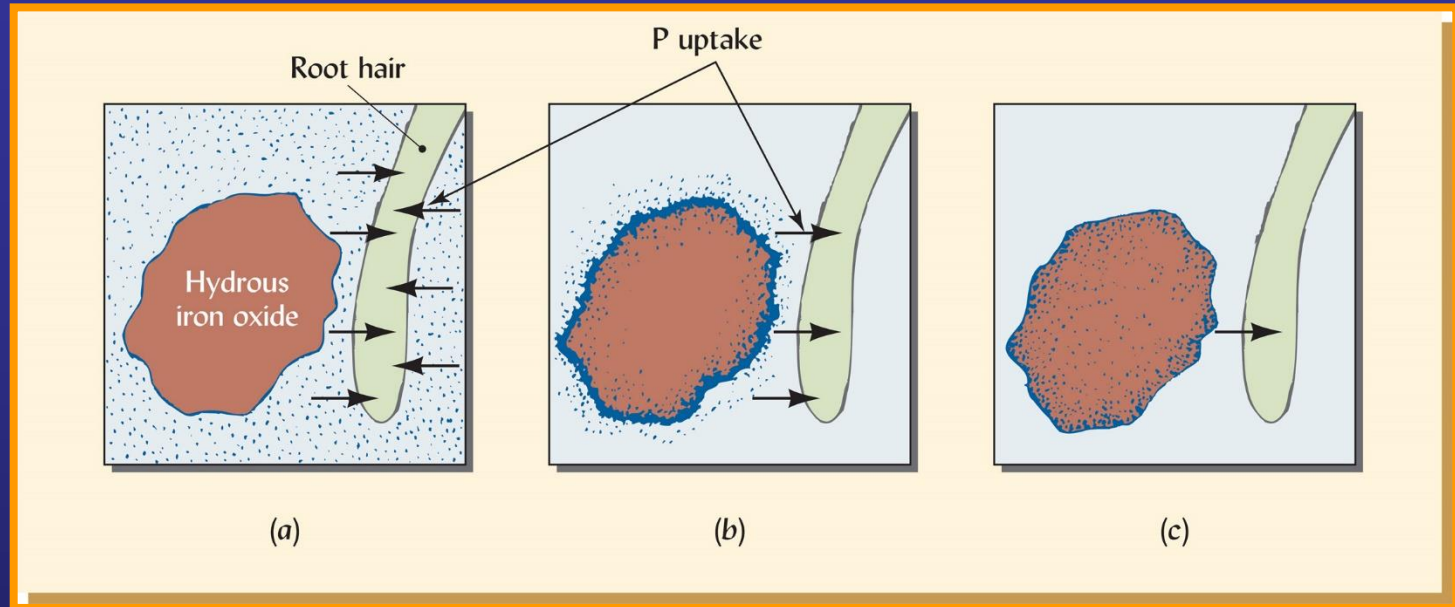 P uptake
Root hair
Hydrous
iron oxide
(a)
(b)
(c)